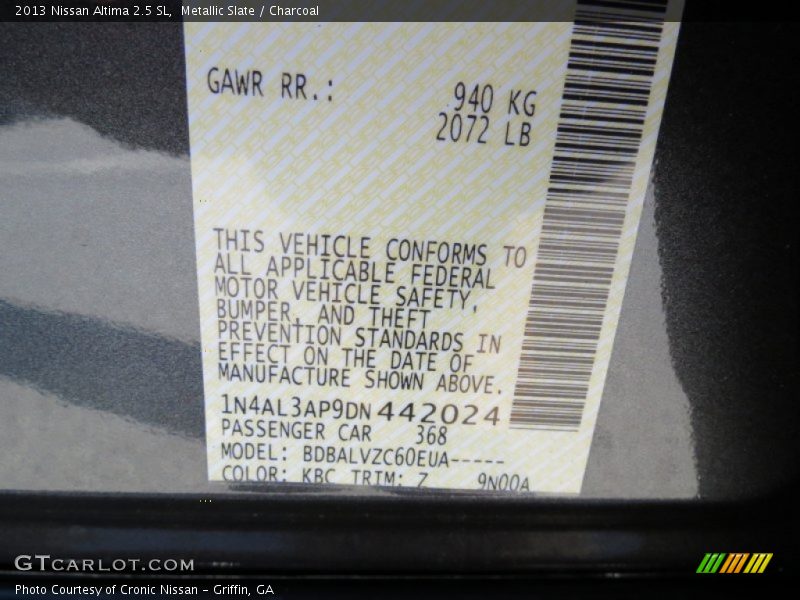 2013 Nissan Altima 2.5 SL, Metallic Slate / Charcoal
GAWR RR.: 940 KG
2072 LB
THIS VEHICLE CONFORMS TO
ALL APPLICABLE FEDERAL
MOTOR VEHICLE SAFETY,
BUMPER, AND THEFT
PREVENTION STANDARDS IN
EFFECT ON THE DATE OF
MANUFACTURE SHOWN ABOVE.
1N4AL3AP9DN442024
PASSENGER CAR 368
MODEL: BDBALVZC60EUA-----
COLOR: KBC TRIM: Z 9N00A
GTCARLOT.COM
Photo Courtesy of Cronic Nissan - Griffin, GA